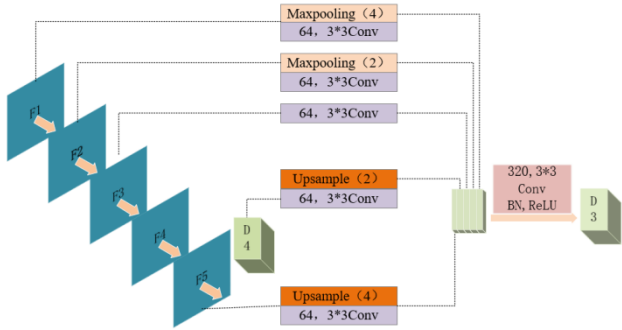 Maxpooling（4）
64, 3*3Conv
Maxpooling（2）
64, 3*3Conv
64, 3*3Conv
Upsample（2）
64, 3*3Conv
Upsample（4）
64, 3*3Conv
F1
F2
F3
F4
F5
D
4
320, 3*3
Conv
BN, ReLU
D
3